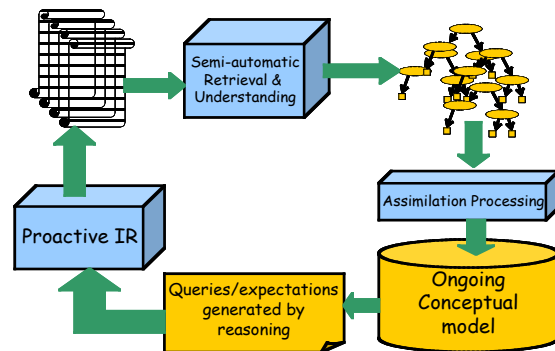 Semi-automatic
Retrieval &
Understanding
Assimilation Processing
Proactive IR
Queries/expectations
generated by
reasoning
Ongoing
Conceptual
model